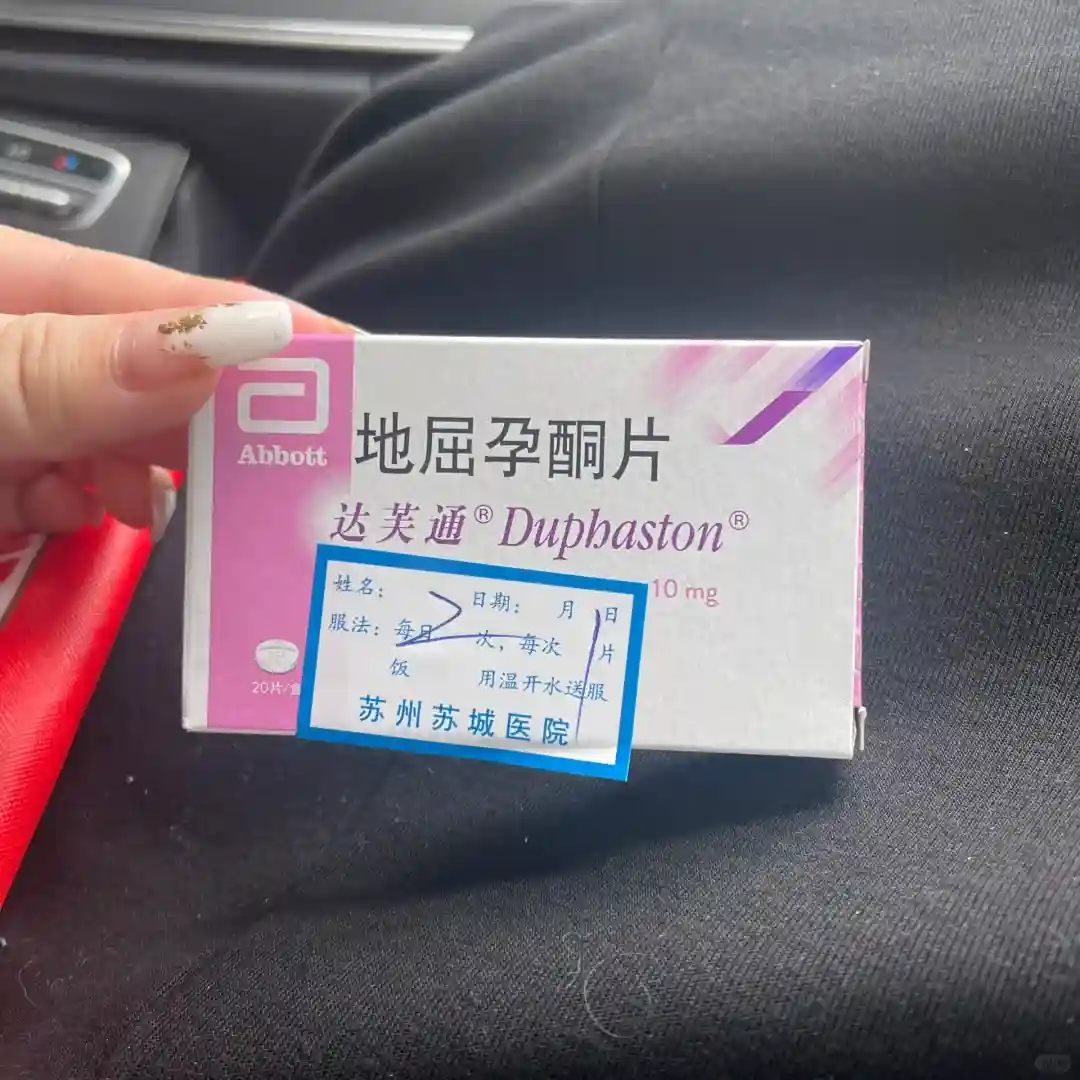 Abbott
地屈孕酮片
达芙通® Duphaston®
10 mg
20片/盒
姓名： 日期： 月 日
服法：每日 2 次，每次 1 片
饭 用温开水送服
苏州苏城医院